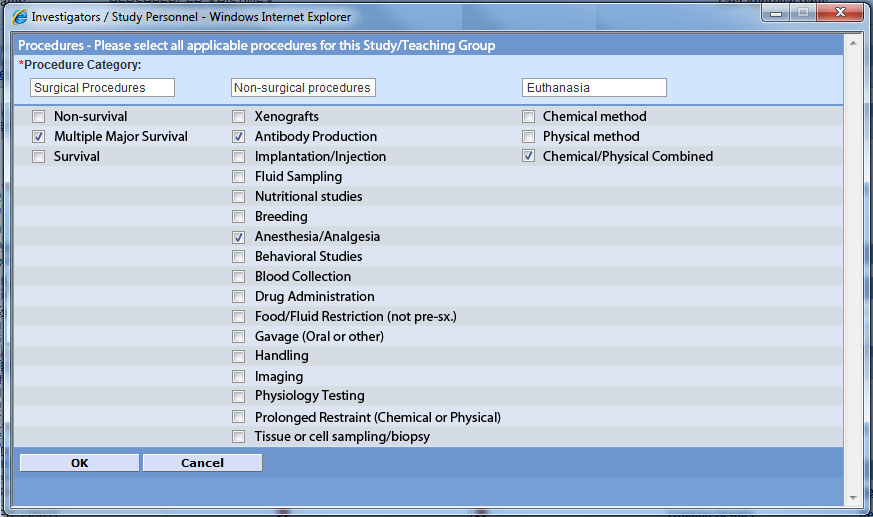 Investigators / Study Personnel - Windows Internet Explorer
Procedures - Please select all applicable procedures for this Study/Teaching Group
*Procedure Category:
Surgical Procedures Non-surgical procedures Euthanasia
Non-survival Xenografts Chemical method
Multiple Major Survival Antibody Production Physical method
Survival Implantation/Injection Chemical/Physical Combined
Fluid Sampling
Nutritional studies
Breeding
Anesthesia/Analgesia
Behavioral Studies
Blood Collection
Drug Administration
Food/Fluid Restriction (not pre-sx.)
Gavage (Oral or other)
Handling
Imaging
Physiology Testing
Prolonged Restraint (Chemical or Physical)
Tissue or cell sampling/biopsy
OK Cancel